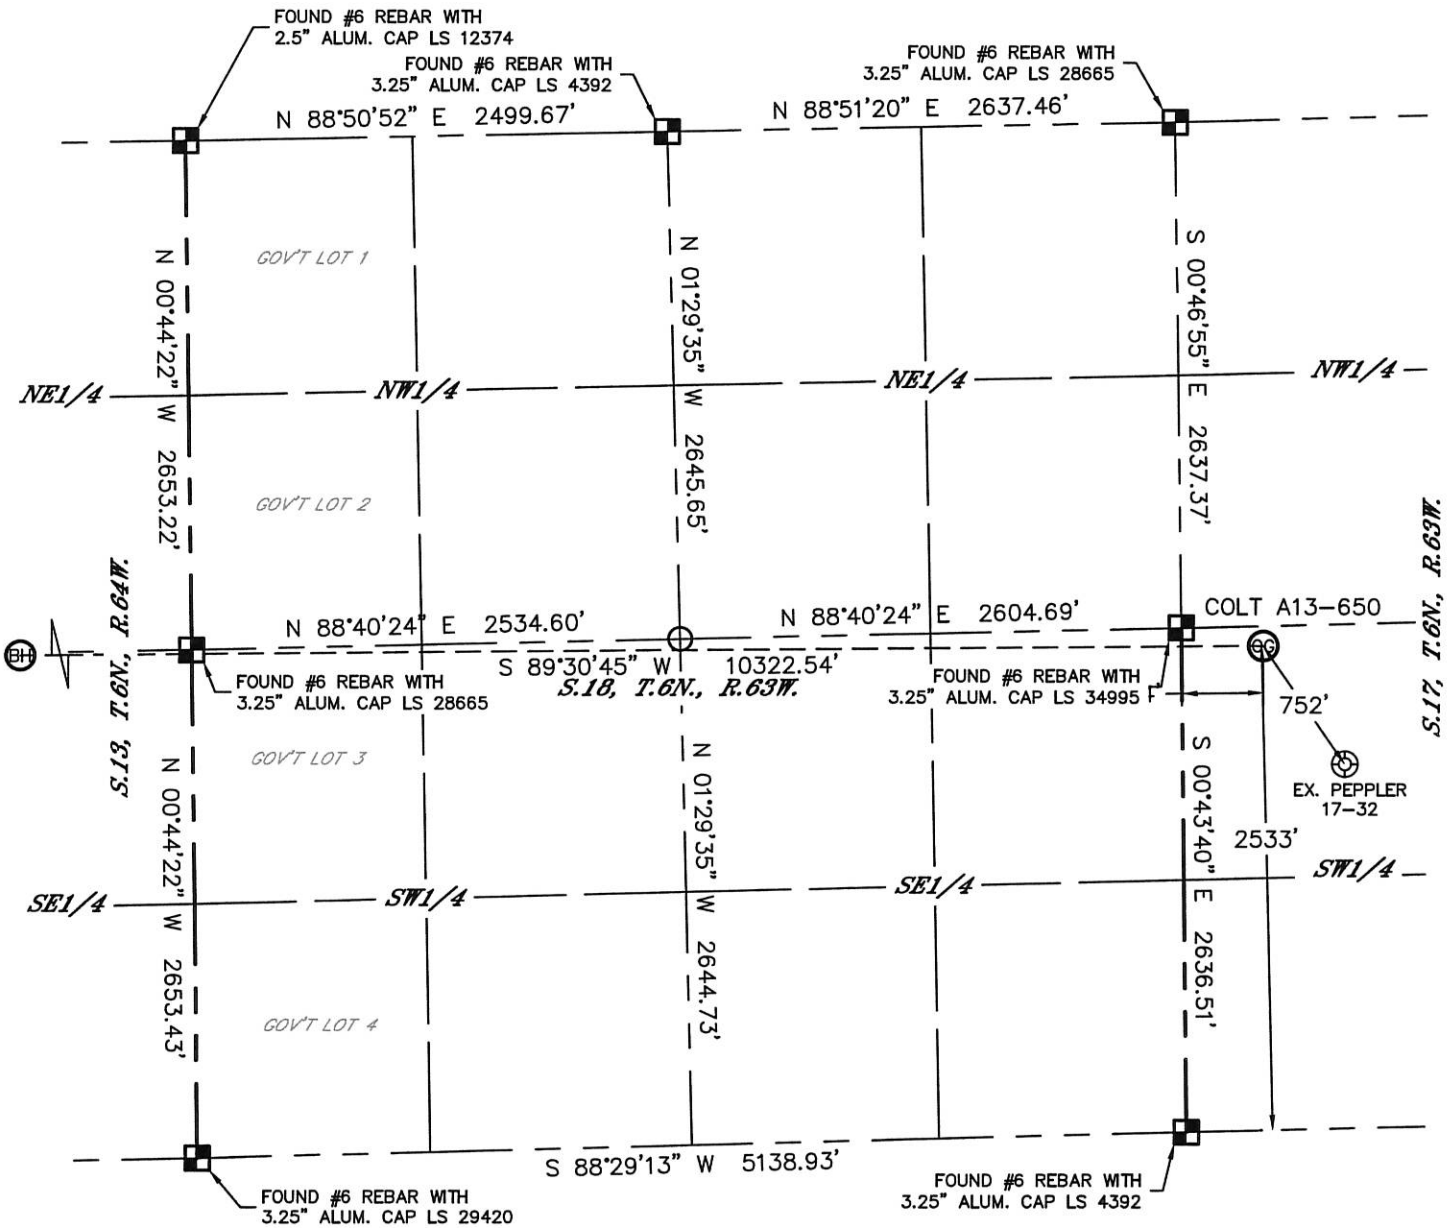 FOUND #6 REBAR WITH
2.5" ALUM. CAP LS 12374
FOUND #6 REBAR WITH
3.25" ALUM. CAP LS 4392
FOUND #6 REBAR WITH
3.25" ALUM. CAP LS 28665
N 88°50'52" E 2499.67'
N 88°51'20" E 2637.46'
GOV'T LOT 1
N 00°44'22" W 2653.22'
N 01°29'35" W 2645.65'
S 00°46'55" E 2637.37'
NE1/4
NW1/4
NE1/4
NW1/4
GOV'T LOT 2
S.13, T.6N., R.64W.
S.17, T.6N., R.63W.
N 88°40'24" E 2534.60'
N 88°40'24" E 2604.69'
COLT A13-650
BH
OG
S 89°30'45" W 10322.54'
S.18, T.6N., R.63W.
FOUND #6 REBAR WITH
3.25" ALUM. CAP LS 28665
FOUND #6 REBAR WITH
3.25" ALUM. CAP LS 34995
752'
GOV'T LOT 3
EX. PEPPLER
17-32
2533'
N 00°44'22" W 2653.43'
N 01°29'35" W 2644.73'
S 00°43'40" E 2636.51'
SE1/4
SW1/4
SE1/4
SW1/4
GOV'T LOT 4
S 88°29'13" W 5138.93'
FOUND #6 REBAR WITH
3.25" ALUM. CAP LS 29420
FOUND #6 REBAR WITH
3.25" ALUM. CAP LS 4392